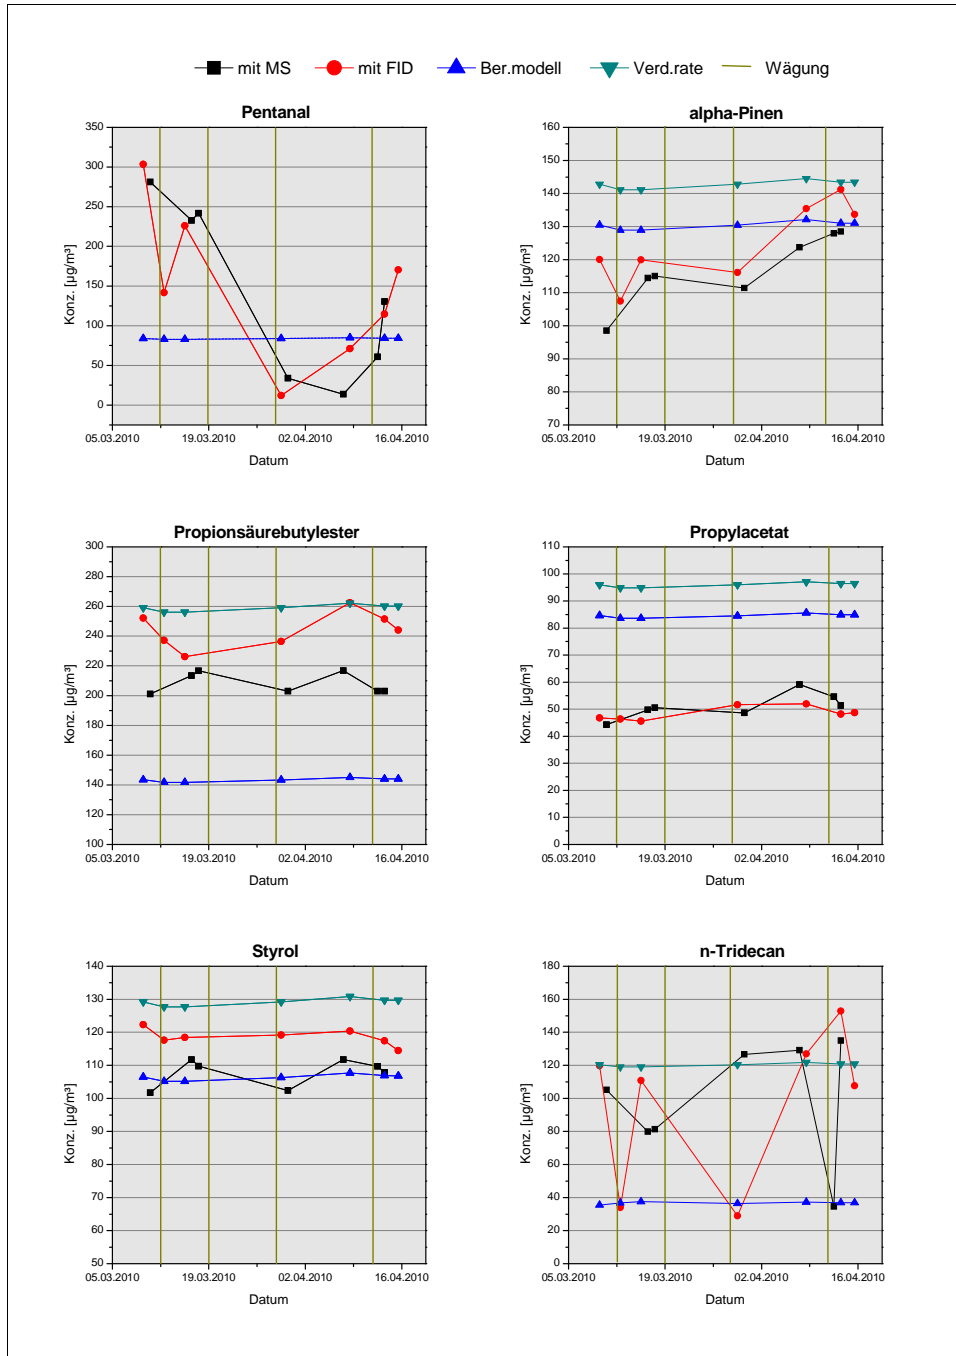 mit MS mit FID Ber.modell Verd.rate Wägung
Pentanal
350
300
250
200
150
100
50
0
Konz. [µg/m³]
05.03.2010 19.03.2010 02.04.2010 16.04.2010
Datum
alpha-Pinen
160
150
140
130
120
110
100
90
80
70
Konz. [µg/m³]
05.03.2010 19.03.2010 02.04.2010 16.04.2010
Datum
Propionsäurebutylester
300
280
260
240
220
200
180
160
140
120
100
Konz. [µg/m³]
05.03.2010 19.03.2010 02.04.2010 16.04.2010
Datum
Propylacetat
110
100
90
80
70
60
50
40
30
20
10
0
Konz. [µg/m³]
05.03.2010 19.03.2010 02.04.2010 16.04.2010
Datum
Styrol
140
130
120
110
100
90
80
70
60
50
Konz. [µg/m³]
05.03.2010 19.03.2010 02.04.2010 16.04.2010
Datum
n-Tridecan
180
160
140
120
100
80
60
40
20
0
Konz. [µg/m³]
05.03.2010 19.03.2010 02.04.2010 16.04.2010
Datum